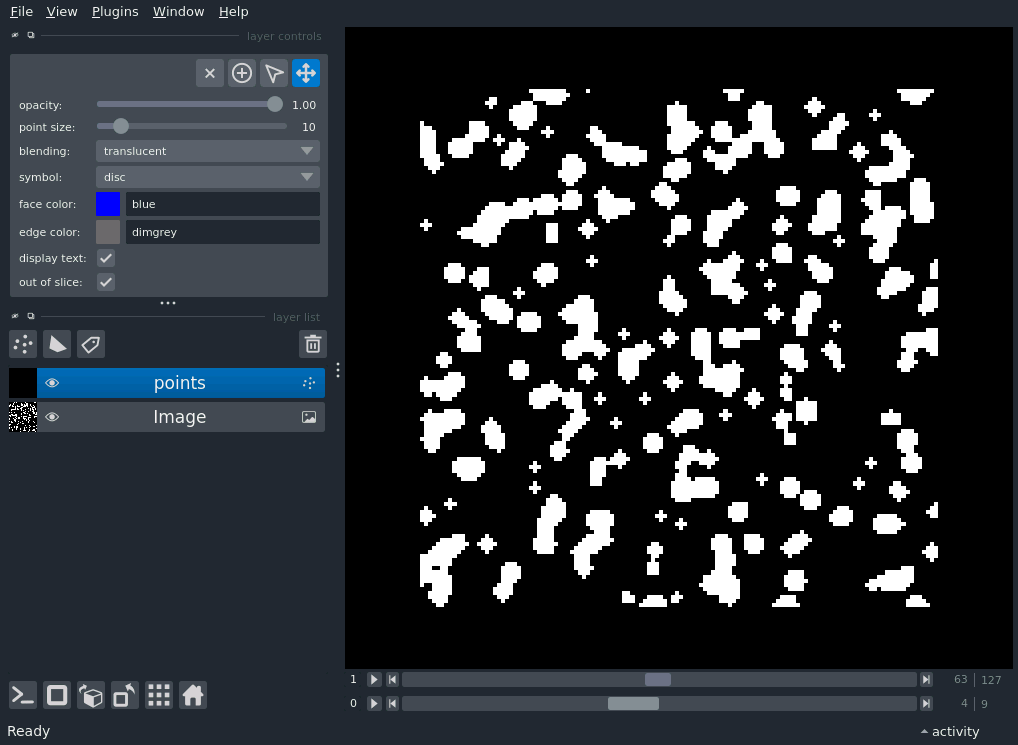 File View Plugins Window Help
layer controls
opacity: 1.00
point size: 10
blending: translucent
symbol: disc
face color: blue
edge color: dimgrey
display text:
out of slice:
layer list
points
Image
1 63 127
0 4 9
Ready activity